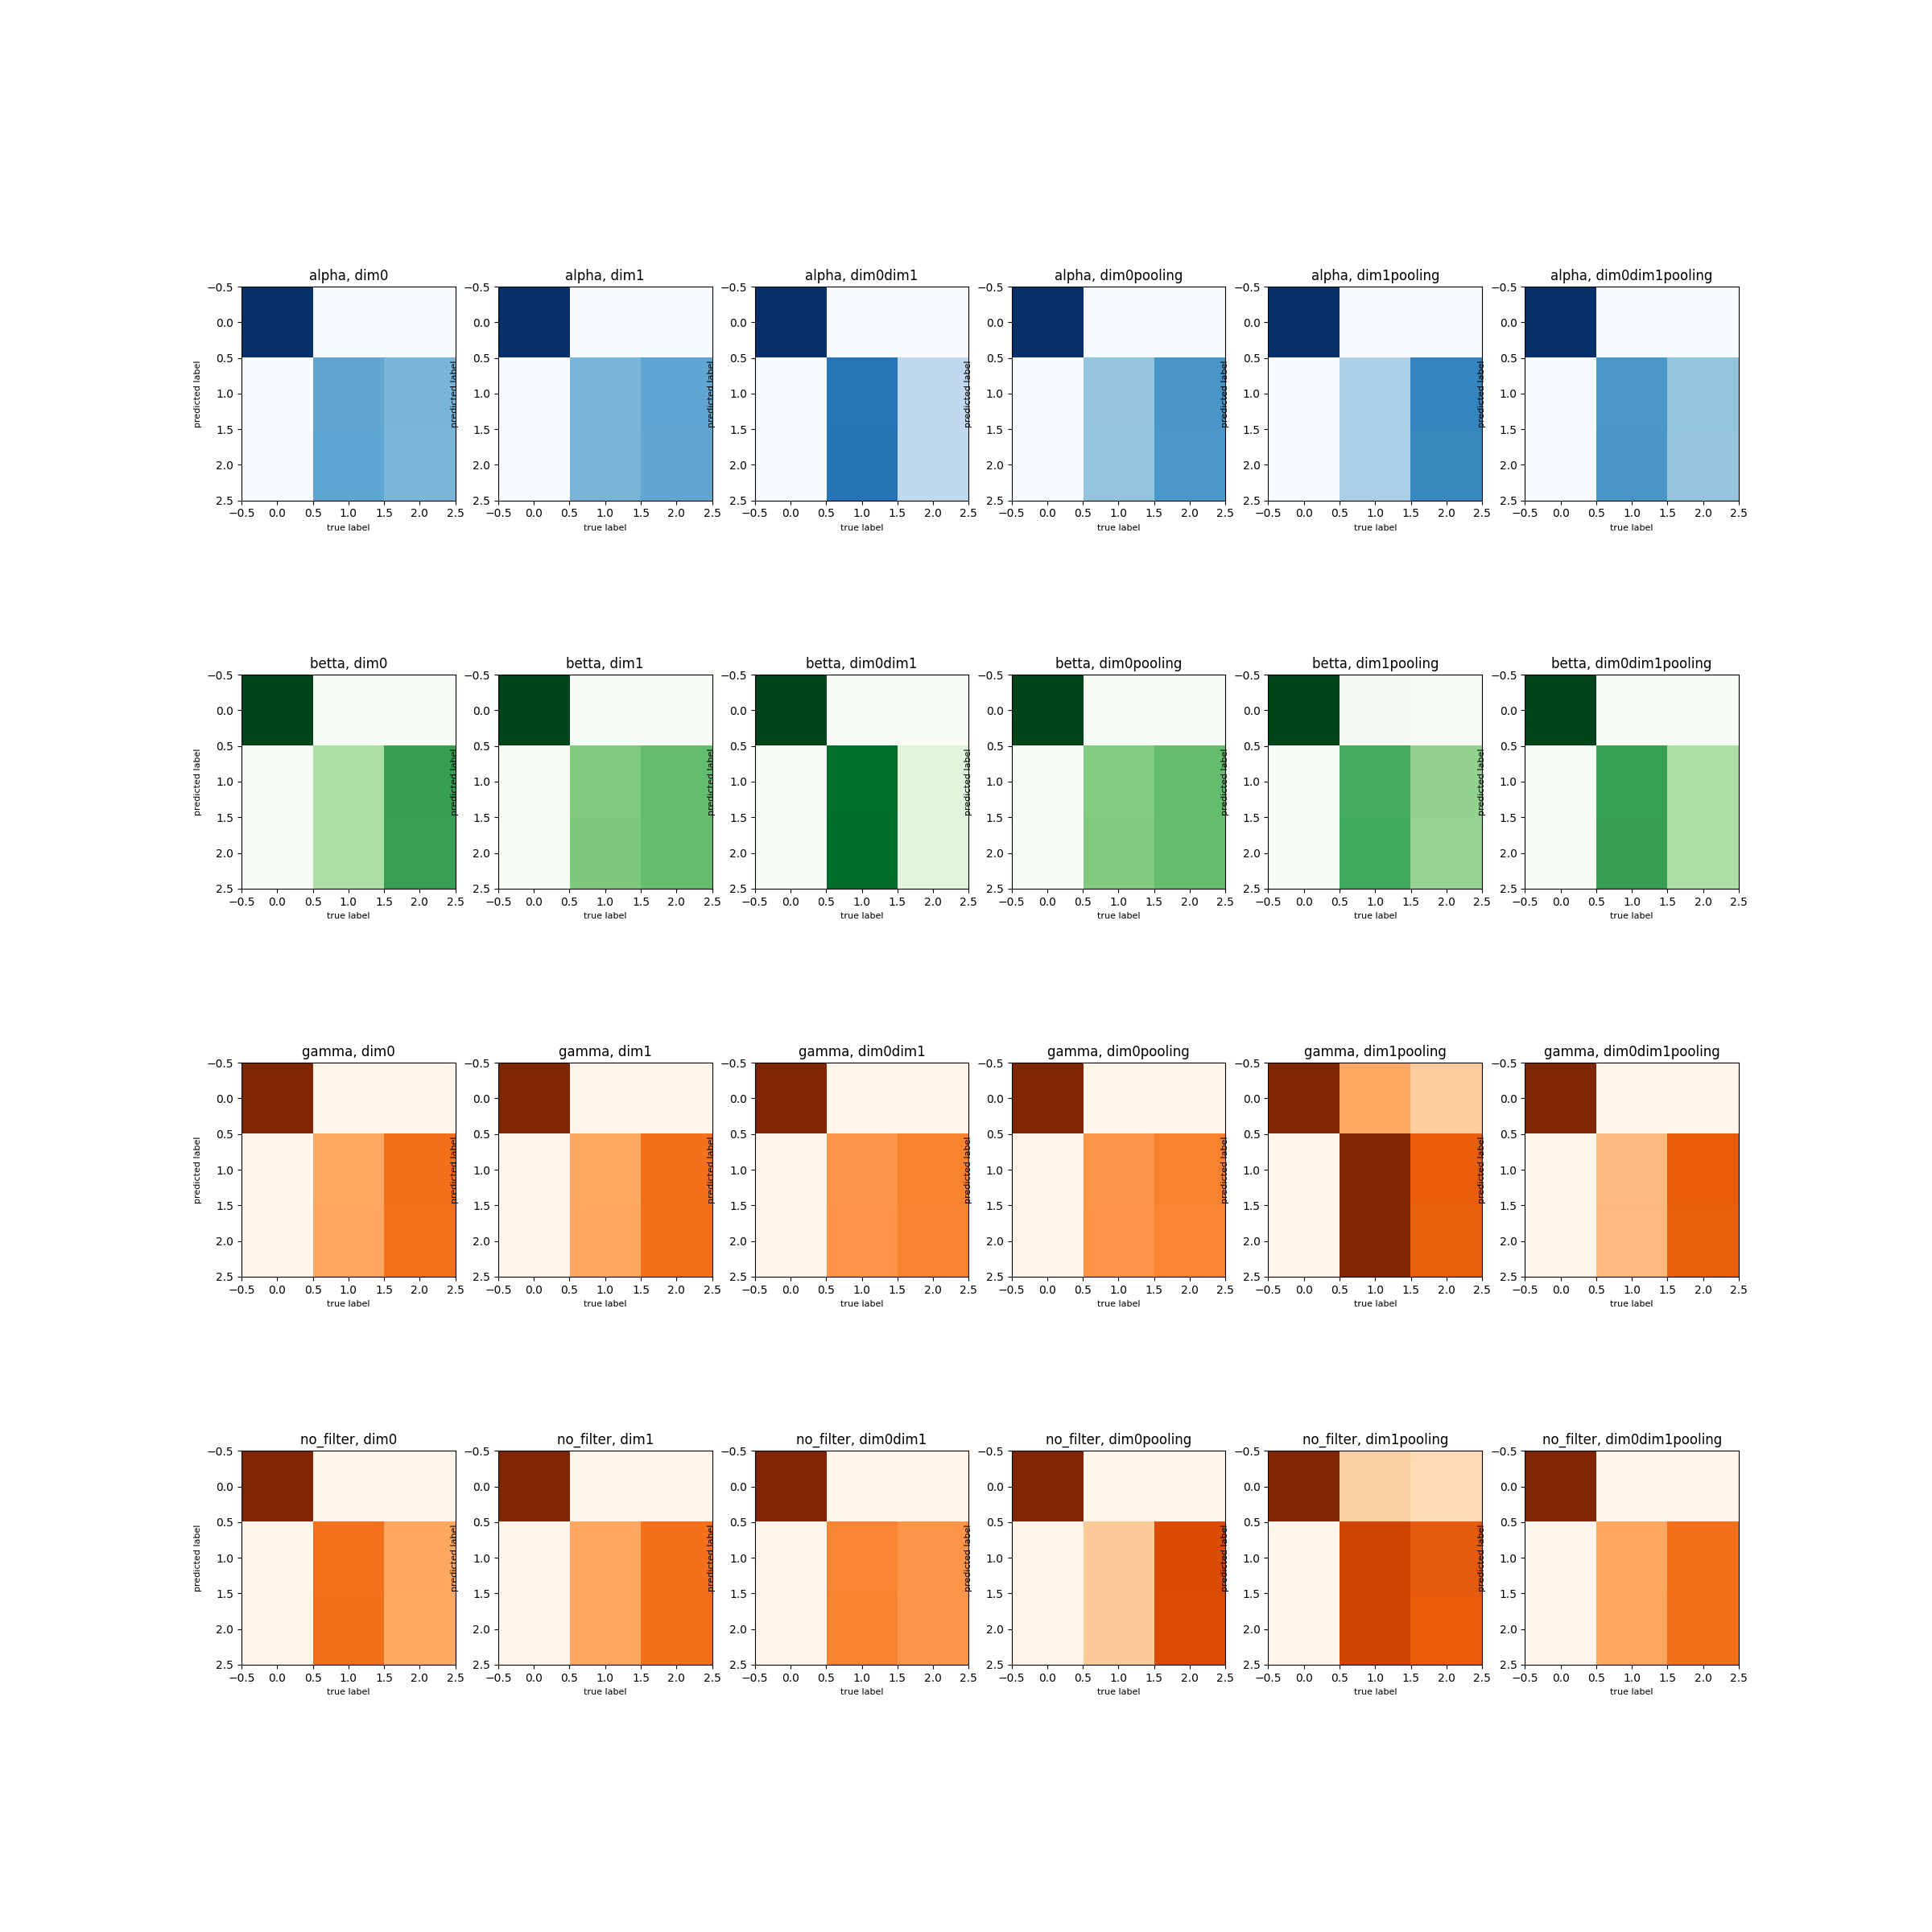 alpha, dim0 alpha, dim1 alpha, dim0dim1 alpha, dim0pooling alpha, dim1pooling alpha, dim0dim1pooling
−0.5 −0.5 −0.5 −0.5 −0.5 −0.5
0.0 0.0 0.0 0.0 0.0 0.0
0.5 0.5 0.5 0.5 0.5 0.5
predicted label predicted label predicted label predicted label predicted label predicted label
1.0 1.0 1.0 1.0 1.0 1.0
1.5 1.5 1.5 1.5 1.5 1.5
2.0 2.0 2.0 2.0 2.0 2.0
2.5 2.5 2.5 2.5 2.5 2.5
−0.5 0.0 0.5 1.0 1.5 2.0 2.5 −0.5 0.0 0.5 1.0 1.5 2.0 2.5 −0.5 0.0 0.5 1.0 1.5 2.0 2.5 −0.5 0.0 0.5 1.0 1.5 2.0 2.5 −0.5 0.0 0.5 1.0 1.5 2.0 2.5 −0.5 0.0 0.5 1.0 1.5 2.0 2.5
true label true label true label true label true label true label
betta, dim0 betta, dim1 betta, dim0dim1 betta, dim0pooling betta, dim1pooling betta, dim0dim1pooling
−0.5 −0.5 −0.5 −0.5 −0.5 −0.5
0.0 0.0 0.0 0.0 0.0 0.0
0.5 0.5 0.5 0.5 0.5 0.5
predicted label predicted label predicted label predicted label predicted label predicted label
1.0 1.0 1.0 1.0 1.0 1.0
1.5 1.5 1.5 1.5 1.5 1.5
2.0 2.0 2.0 2.0 2.0 2.0
2.5 2.5 2.5 2.5 2.5 2.5
−0.5 0.0 0.5 1.0 1.5 2.0 2.5 −0.5 0.0 0.5 1.0 1.5 2.0 2.5 −0.5 0.0 0.5 1.0 1.5 2.0 2.5 −0.5 0.0 0.5 1.0 1.5 2.0 2.5 −0.5 0.0 0.5 1.0 1.5 2.0 2.5 −0.5 0.0 0.5 1.0 1.5 2.0 2.5
true label true label true label true label true label true label
gamma, dim0 gamma, dim1 gamma, dim0dim1 gamma, dim0pooling gamma, dim1pooling gamma, dim0dim1pooling
−0.5 −0.5 −0.5 −0.5 −0.5 −0.5
0.0 0.0 0.0 0.0 0.0 0.0
0.5 0.5 0.5 0.5 0.5 0.5
predicted label predicted label predicted label predicted label predicted label predicted label
1.0 1.0 1.0 1.0 1.0 1.0
1.5 1.5 1.5 1.5 1.5 1.5
2.0 2.0 2.0 2.0 2.0 2.0
2.5 2.5 2.5 2.5 2.5 2.5
−0.5 0.0 0.5 1.0 1.5 2.0 2.5 −0.5 0.0 0.5 1.0 1.5 2.0 2.5 −0.5 0.0 0.5 1.0 1.5 2.0 2.5 −0.5 0.0 0.5 1.0 1.5 2.0 2.5 −0.5 0.0 0.5 1.0 1.5 2.0 2.5 −0.5 0.0 0.5 1.0 1.5 2.0 2.5
true label true label true label true label true label true label
no_filter, dim0 no_filter, dim1 no_filter, dim0dim1 no_filter, dim0pooling no_filter, dim1pooling no_filter, dim0dim1pooling
−0.5 −0.5 −0.5 −0.5 −0.5 −0.5
0.0 0.0 0.0 0.0 0.0 0.0
0.5 0.5 0.5 0.5 0.5 0.5
predicted label predicted label predicted label predicted label predicted label predicted label
1.0 1.0 1.0 1.0 1.0 1.0
1.5 1.5 1.5 1.5 1.5 1.5
2.0 2.0 2.0 2.0 2.0 2.0
2.5 2.5 2.5 2.5 2.5 2.5
−0.5 0.0 0.5 1.0 1.5 2.0 2.5 −0.5 0.0 0.5 1.0 1.5 2.0 2.5 −0.5 0.0 0.5 1.0 1.5 2.0 2.5 −0.5 0.0 0.5 1.0 1.5 2.0 2.5 −0.5 0.0 0.5 1.0 1.5 2.0 2.5 −0.5 0.0 0.5 1.0 1.5 2.0 2.5
true label true label true label true label true label true label